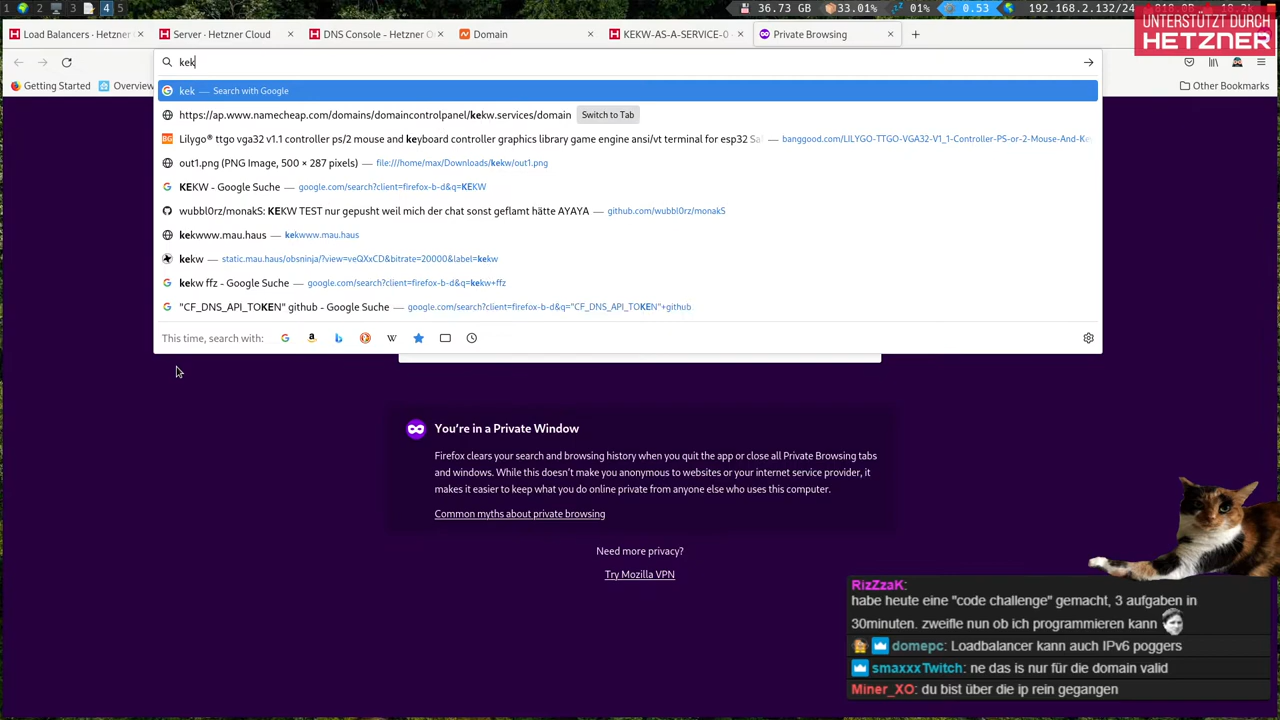 1 2 3 4 5
36.73 GB 33.01% 01% 0.53 192.168.2.132/24
UNTERSTÜTZT DURCH
HETZNER
Load Balancers · Hetzner
Server · Hetzner Cloud
DNS Console - Hetzner O
Domain
KEKW-AS-A-SERVICE-0
Private Browsing
kek
Getting Started
Overview
Other Bookmarks
kek — Search with Google
https://ap.www.namecheap.com/domains/domaincontrolpanel/kekw.services/domain Switch to Tab
BG Lilygo® ttgo vga32 v1.1 controller ps/2 mouse and keyboard controller graphics library game engine ansi/vt terminal for esp32 — banggood.com/LILYGO-TTGO-VGA32-V1_1-Controller-PS-or-2-Mouse-And-Ke
out1.png (PNG Image, 500 × 287 pixels) — file:///home/max/Downloads/kekw/out1.png
KEKW - Google Suche — google.com/search?client=firefox-b-d&q=KEKW
wubbl0rz/monakS: KEKW TEST nur gepusht weil mich der chat sonst geflamt hätte AYAYA — github.com/wubbl0rz/monakS
kekwww.mau.haus — kekwww.mau.haus
kekw — static.mau.haus/obsninja/?view=veQXxCD&bitrate=20000&label=kekw
kekw ffz - Google Suche — google.com/search?client=firefox-b-d&q=kekw+ffz
"CF_DNS_API_TOKEN" github - Google Suche — google.com/search?client=firefox-b-d&q="CF_DNS_API_TOKEN"+github
This time, search with:
You're in a Private Window
Firefox clears your search and browsing history when you quit the app or close all Private Browsing tabs
and windows. While this doesn't make you anonymous to websites or your internet service provider, it
makes it easier to keep what you do online private from anyone else who uses this computer.
Common myths about private browsing
Need more privacy?
Try Mozilla VPN
RizZzaK:
habe heute eine "code challenge" gemacht, 3 aufgaben in
30minuten. zweifle nun ob ich programmieren kann
domepc: Loadbalancer kann auch IPv6 poggers
smaxxxTwitch: ne das is nur für die domain valid
Miner_XO: du bist über die ip rein gegangen